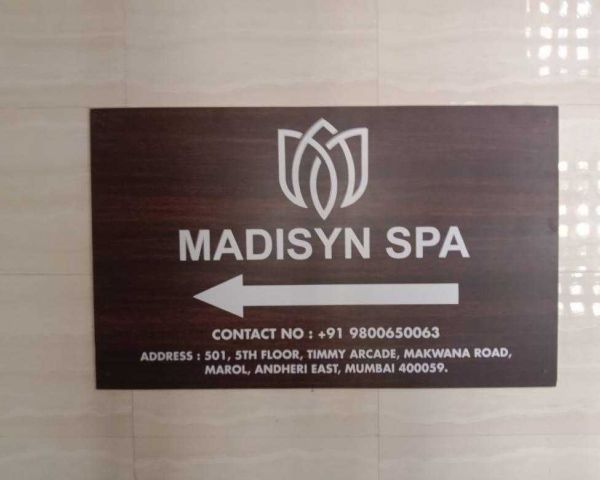 MADISYN SPA
CONTACT NO : +91 9800650063
ADDRESS : 501, 5TH FLOOR, TIMMY ARCADE, MAKWANA ROAD,
MAROL, ANDHERI EAST, MUMBAI 400059.